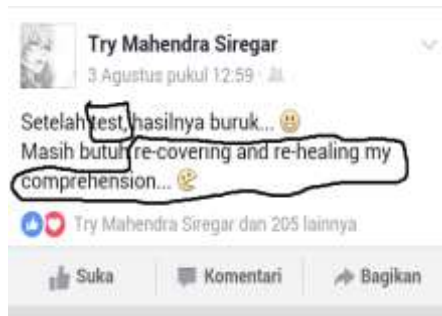 Try Mahendra Siregar
3 Agustus pukul 12:59
Setelah test, hasilnya buruk...
Masih butuh re-covering and re-healing my
comprehension...
Try Mahendra Siregar dan 205 lainnya
Suka Komentari Bagikan